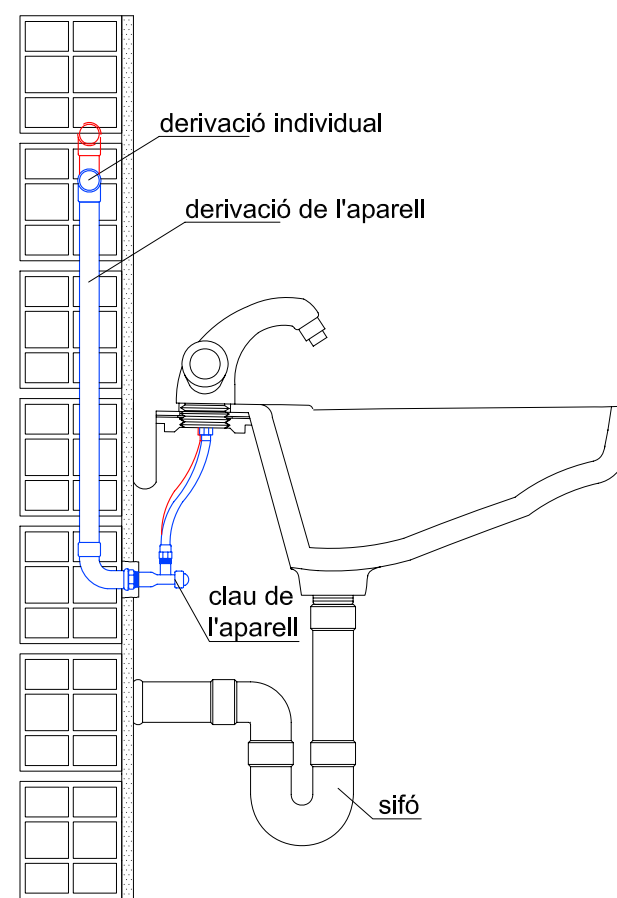 derivació individual
derivació de l'aparell
clau de
l'aparell
sifó